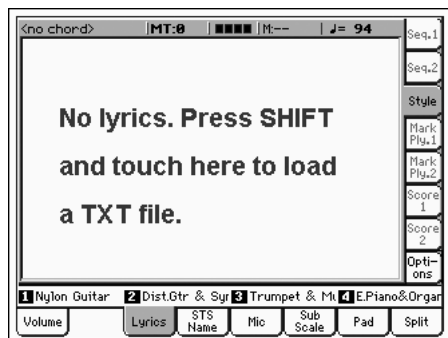 <no chord> MT:0 M:-- ♩= 94
Seq.1
Seq.2
Style
Mark
Ply.1
Mark
Ply.2
Score
1
Score
2
Opti-
ons
No lyrics. Press SHIFT
and touch here to load
a TXT file.
1 Nylon Guitar 2 Dist.Gtr & Syr 3 Trumpet & Mu 4 E.Piano&Organ
Volume Lyrics STS Name Mic Sub Scale Pad Split